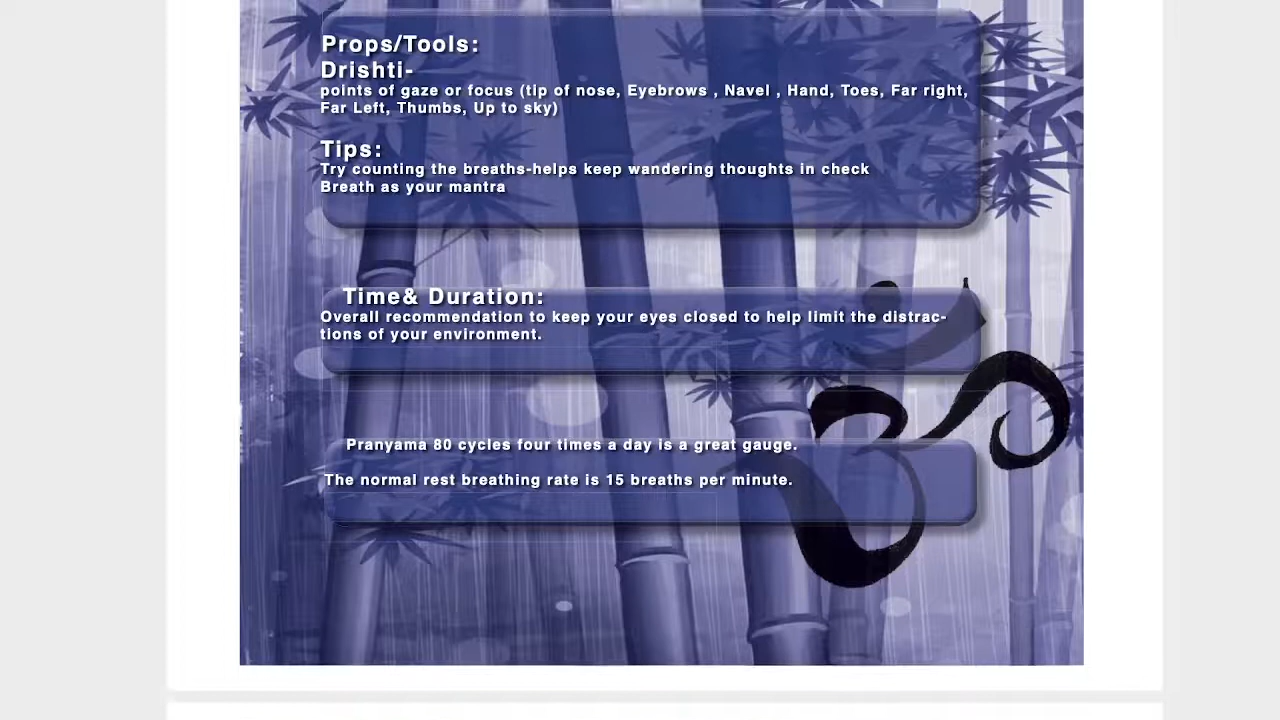 Props/Tools:
Drishti-
points of gaze or focus (tip of nose, Eyebrows , Navel , Hand, Toes, Far right,
Far Left, Thumbs, Up to sky)
Tips:
Try counting the breaths-helps keep wandering thoughts in check
Breath as your mantra
Time& Duration:
Overall recommendation to keep your eyes closed to help limit the distrac-
tions of your environment.
Pranyama 80 cycles four times a day is a great gauge.
The normal rest breathing rate is 15 breaths per minute.
ॐ